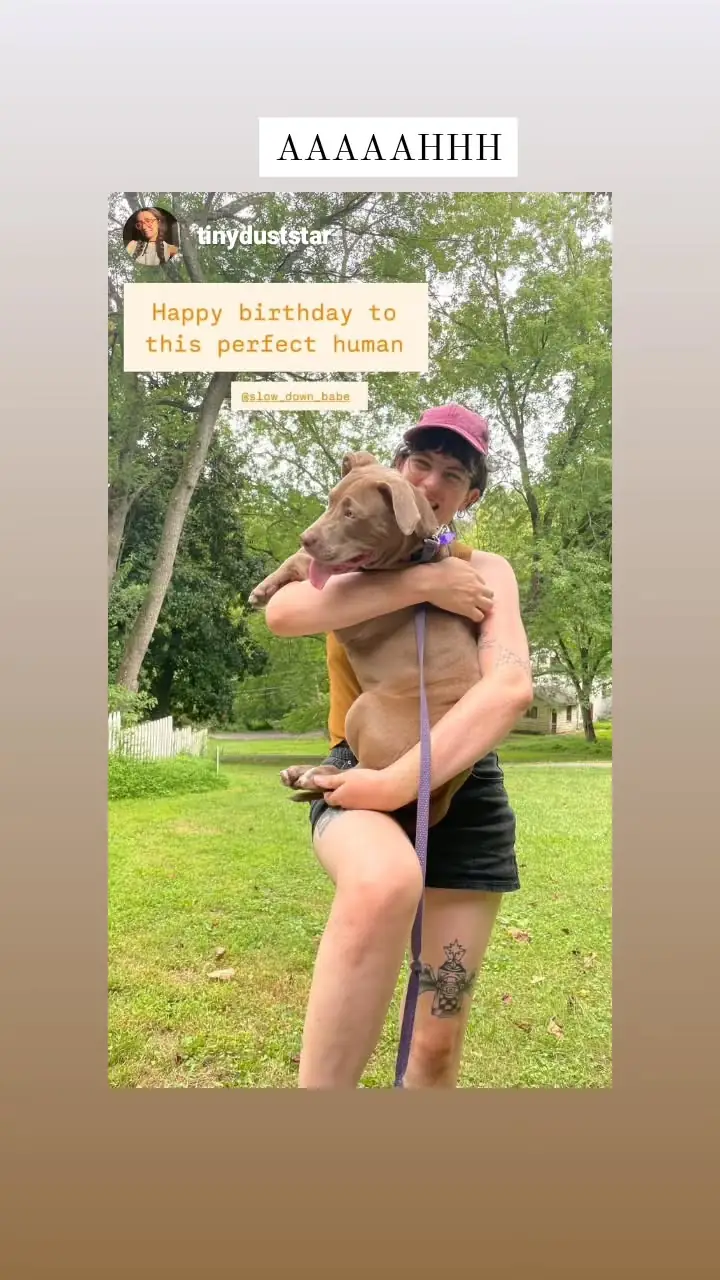 AAAAAHHH
tinyduststar
Happy birthday to
this perfect human
@slow_down_babe